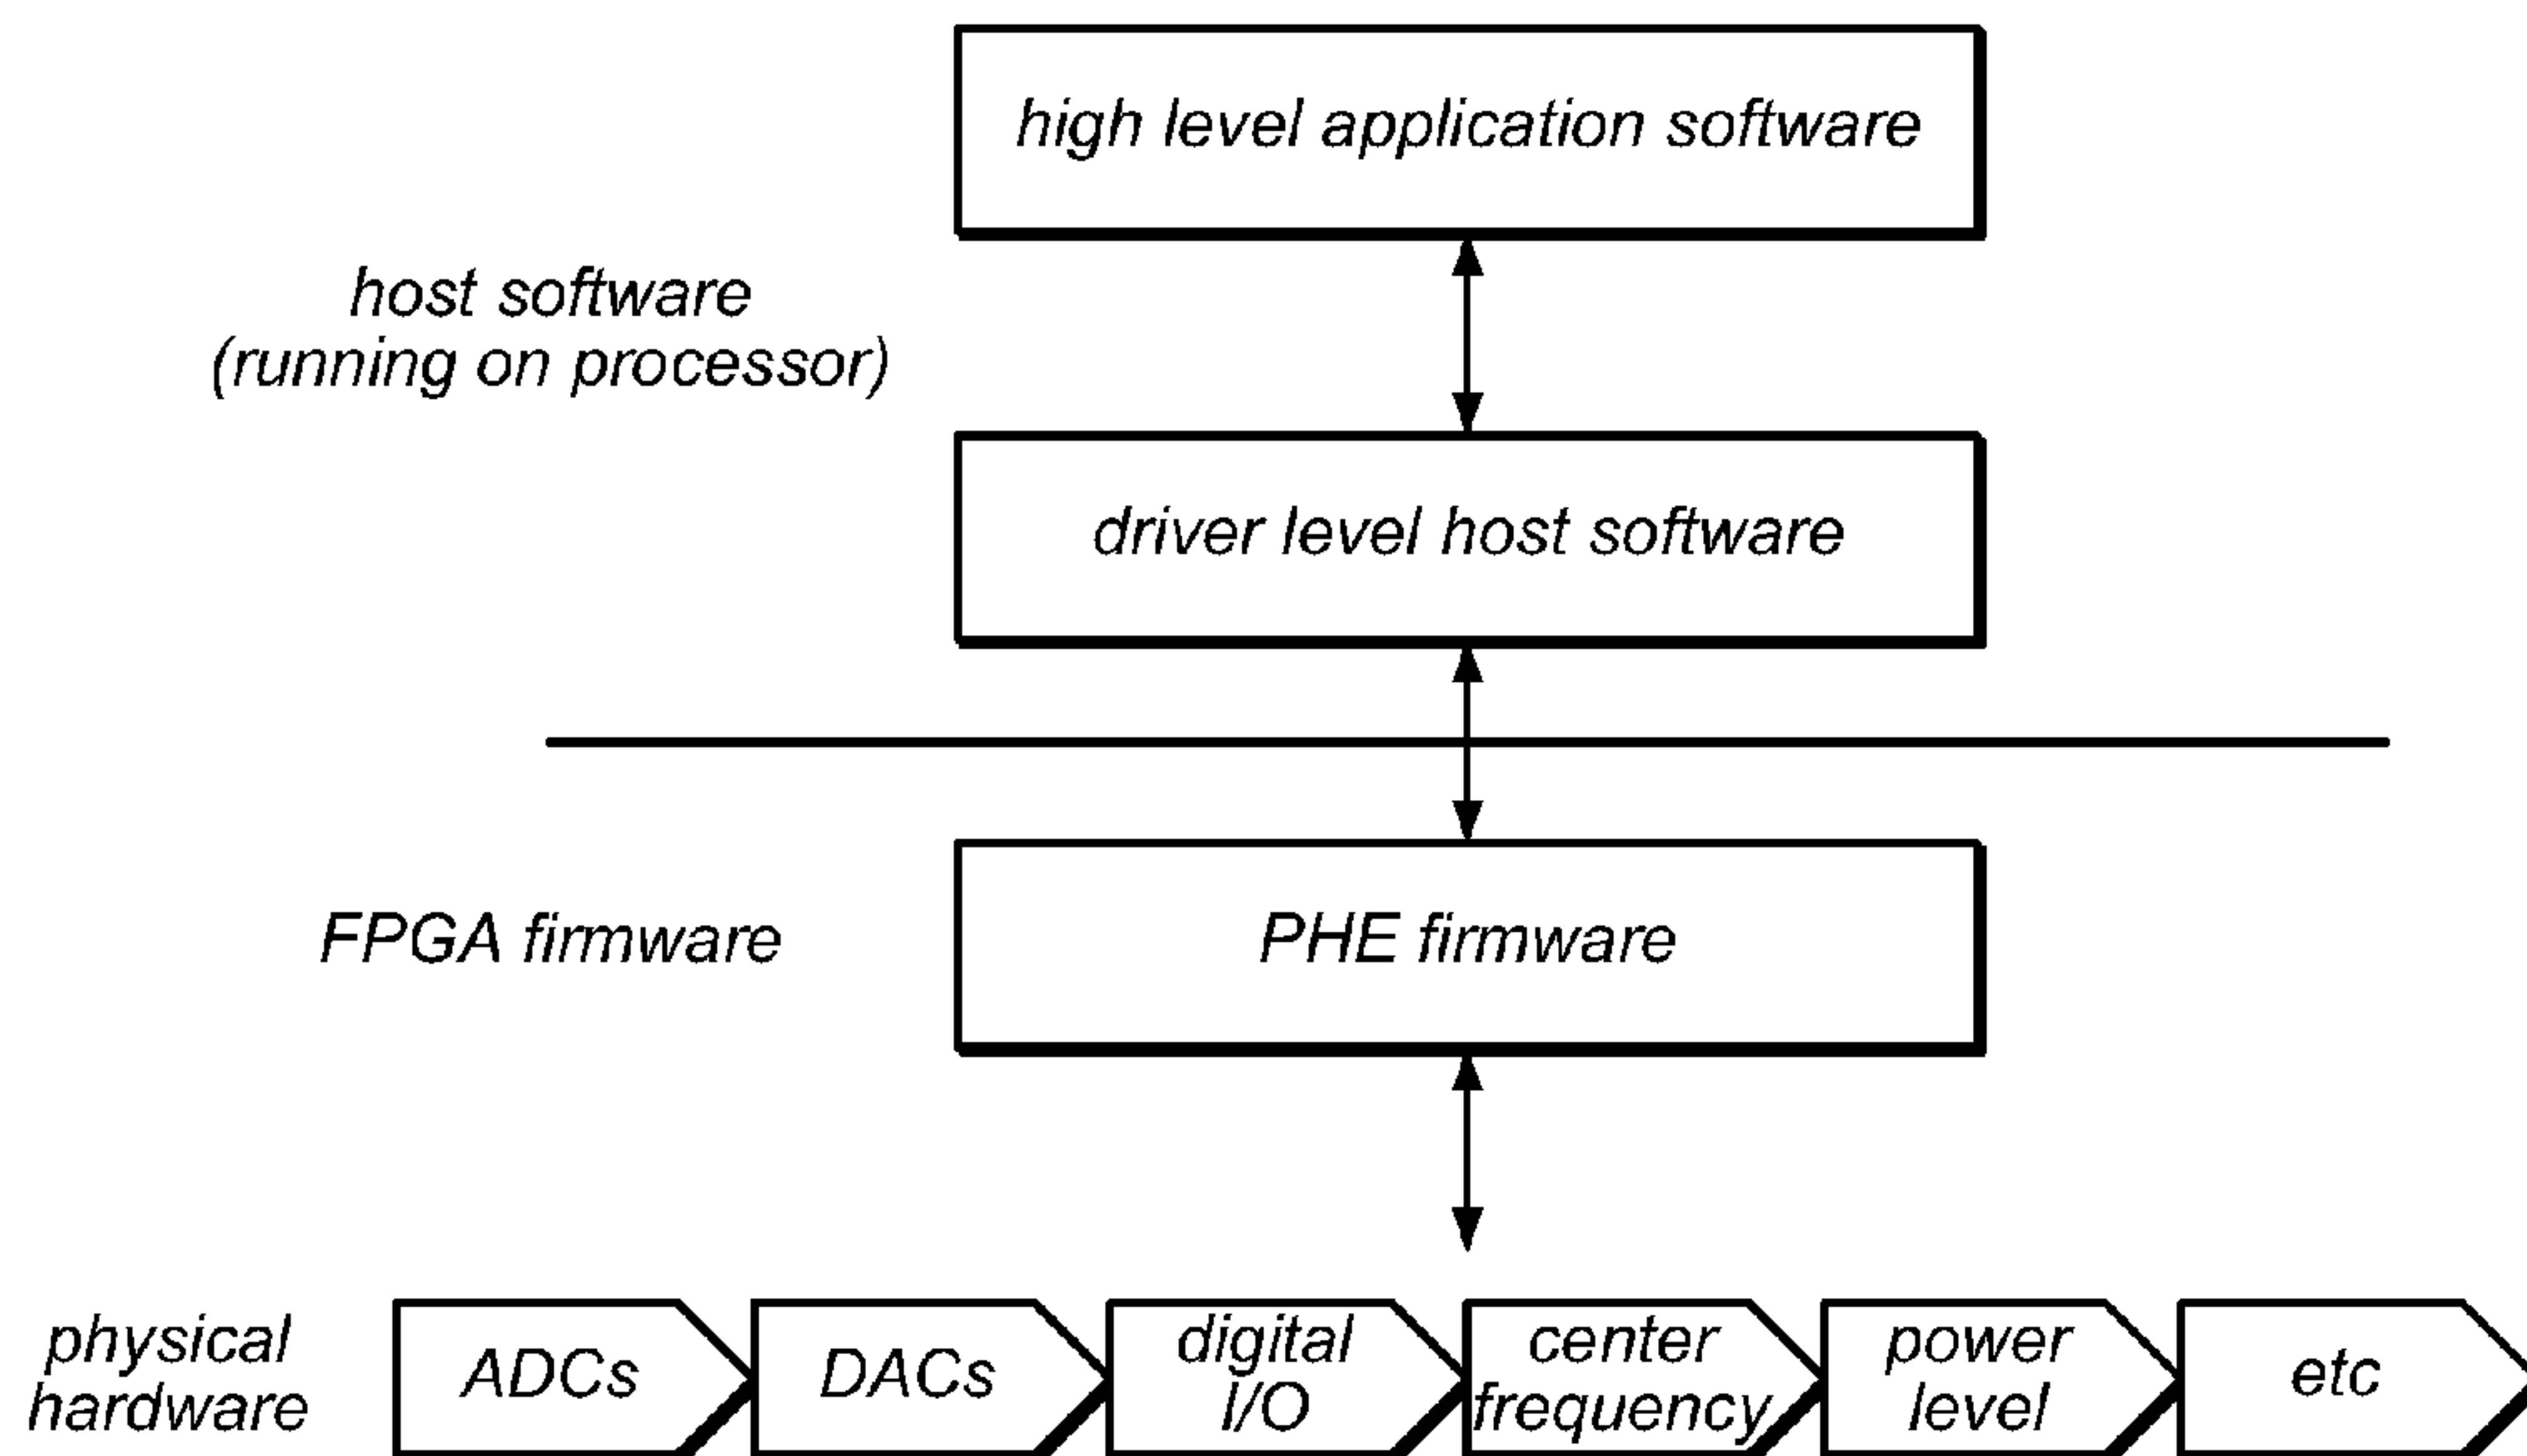 high level application software
host software
(running on processor)
driver level host software
FPGA firmware
PHE firmware
physical
hardware
ADCs
DACs
digital
I/O
center
frequency
power
level
etc